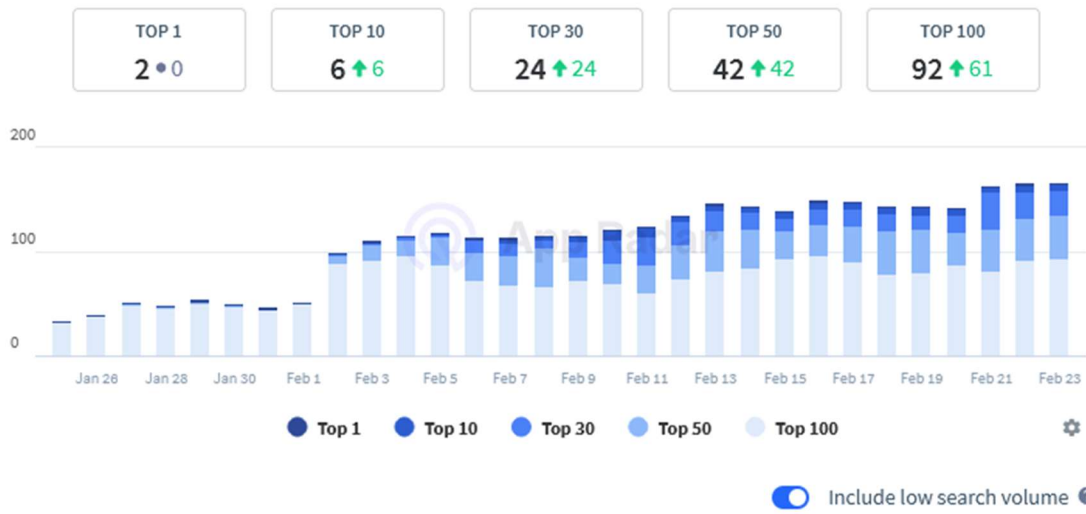 TOP 1
2 • 0
TOP 10
6 ↑ 6
TOP 30
24 ↑ 24
TOP 50
42 ↑ 42
TOP 100
92 ↑ 61
200
100
0
App Radar
Jan 26 Jan 28 Jan 30 Feb 1 Feb 3 Feb 5 Feb 7 Feb 9 Feb 11 Feb 13 Feb 15 Feb 17 Feb 19 Feb 21 Feb 23
Top 1 Top 10 Top 30 Top 50 Top 100
Include low search volume